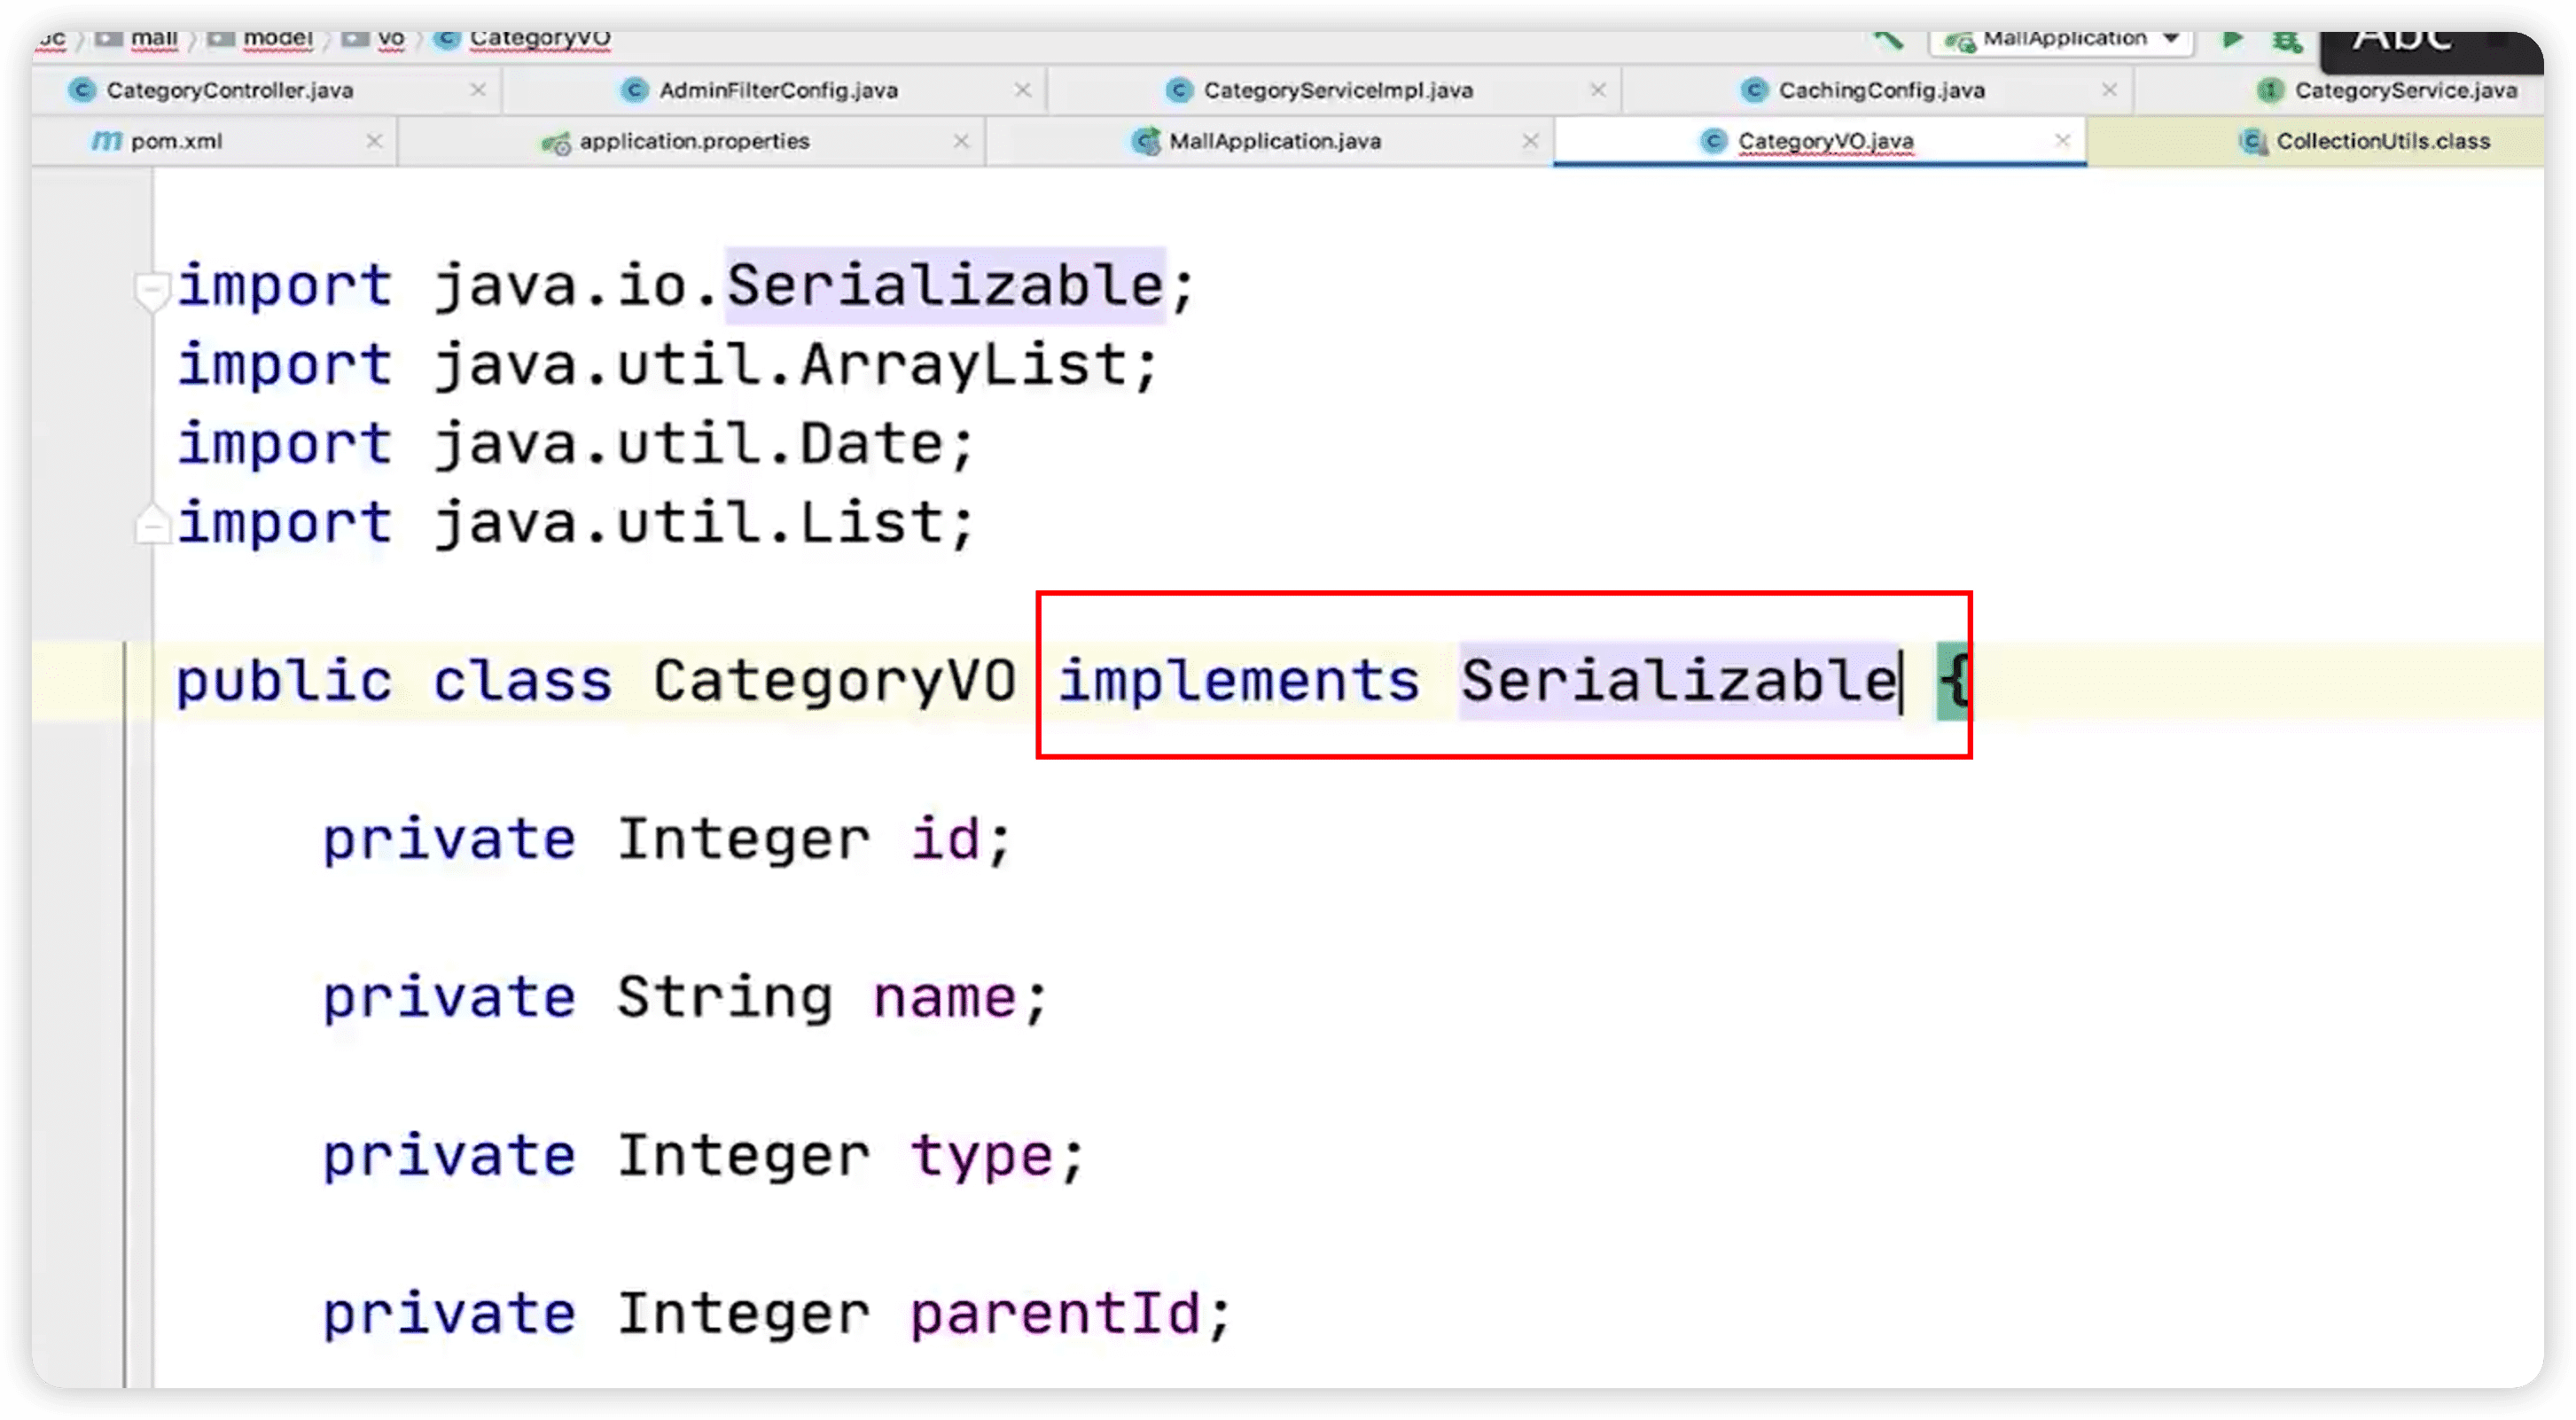 mall model vo CategoryVO MallApplication Abc
CategoryController.java AdminFilterConfig.java CategoryServiceImpl.java CachingConfig.java CategoryService.java
pom.xml application.properties MallApplication.java CategoryVO.java CollectionUtils.class
import java.io.Serializable;
import java.util.ArrayList;
import java.util.Date;
import java.util.List;
public class CategoryVO implements Serializable {
private Integer id;
private String name;
private Integer type;
private Integer parentId;